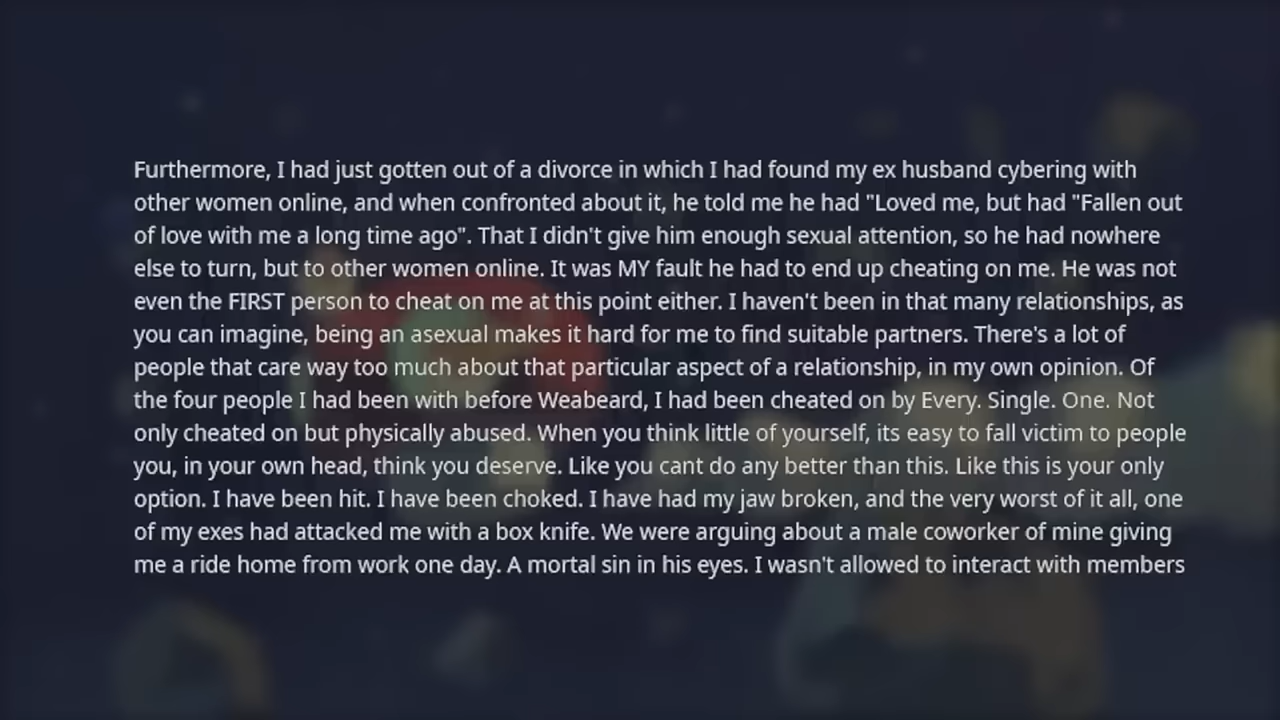 Furthermore, I had just gotten out of a divorce in which I had found my ex husband cybering with
other women online, and when confronted about it, he told me he had "Loved me, but had "Fallen out
of love with me a long time ago". That I didn't give him enough sexual attention, so he had nowhere
else to turn, but to other women online. It was MY fault he had to end up cheating on me. He was not
even the FIRST person to cheat on me at this point either. I haven't been in that many relationships, as
you can imagine, being an asexual makes it hard for me to find suitable partners. There's a lot of
people that care way too much about that particular aspect of a relationship, in my own opinion. Of
the four people I had been with before Weabeard, I had been cheated on by Every. Single. One. Not
only cheated on but physically abused. When you think little of yourself, its easy to fall victim to people
you, in your own head, think you deserve. Like you cant do any better than this. Like this is your only
option. I have been hit. I have been choked. I have had my jaw broken, and the very worst of it all, one
of my exes had attacked me with a box knife. We were arguing about a male coworker of mine giving
me a ride home from work one day. A mortal sin in his eyes. I wasn't allowed to interact with members